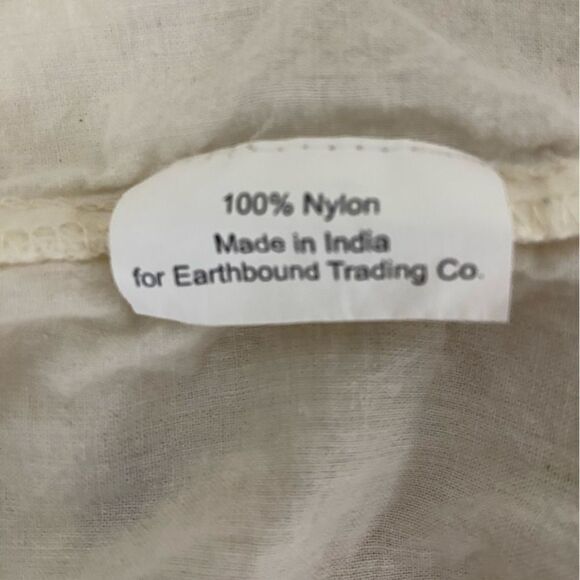 100% Nylon
Made in India
for Earthbound Trading Co.